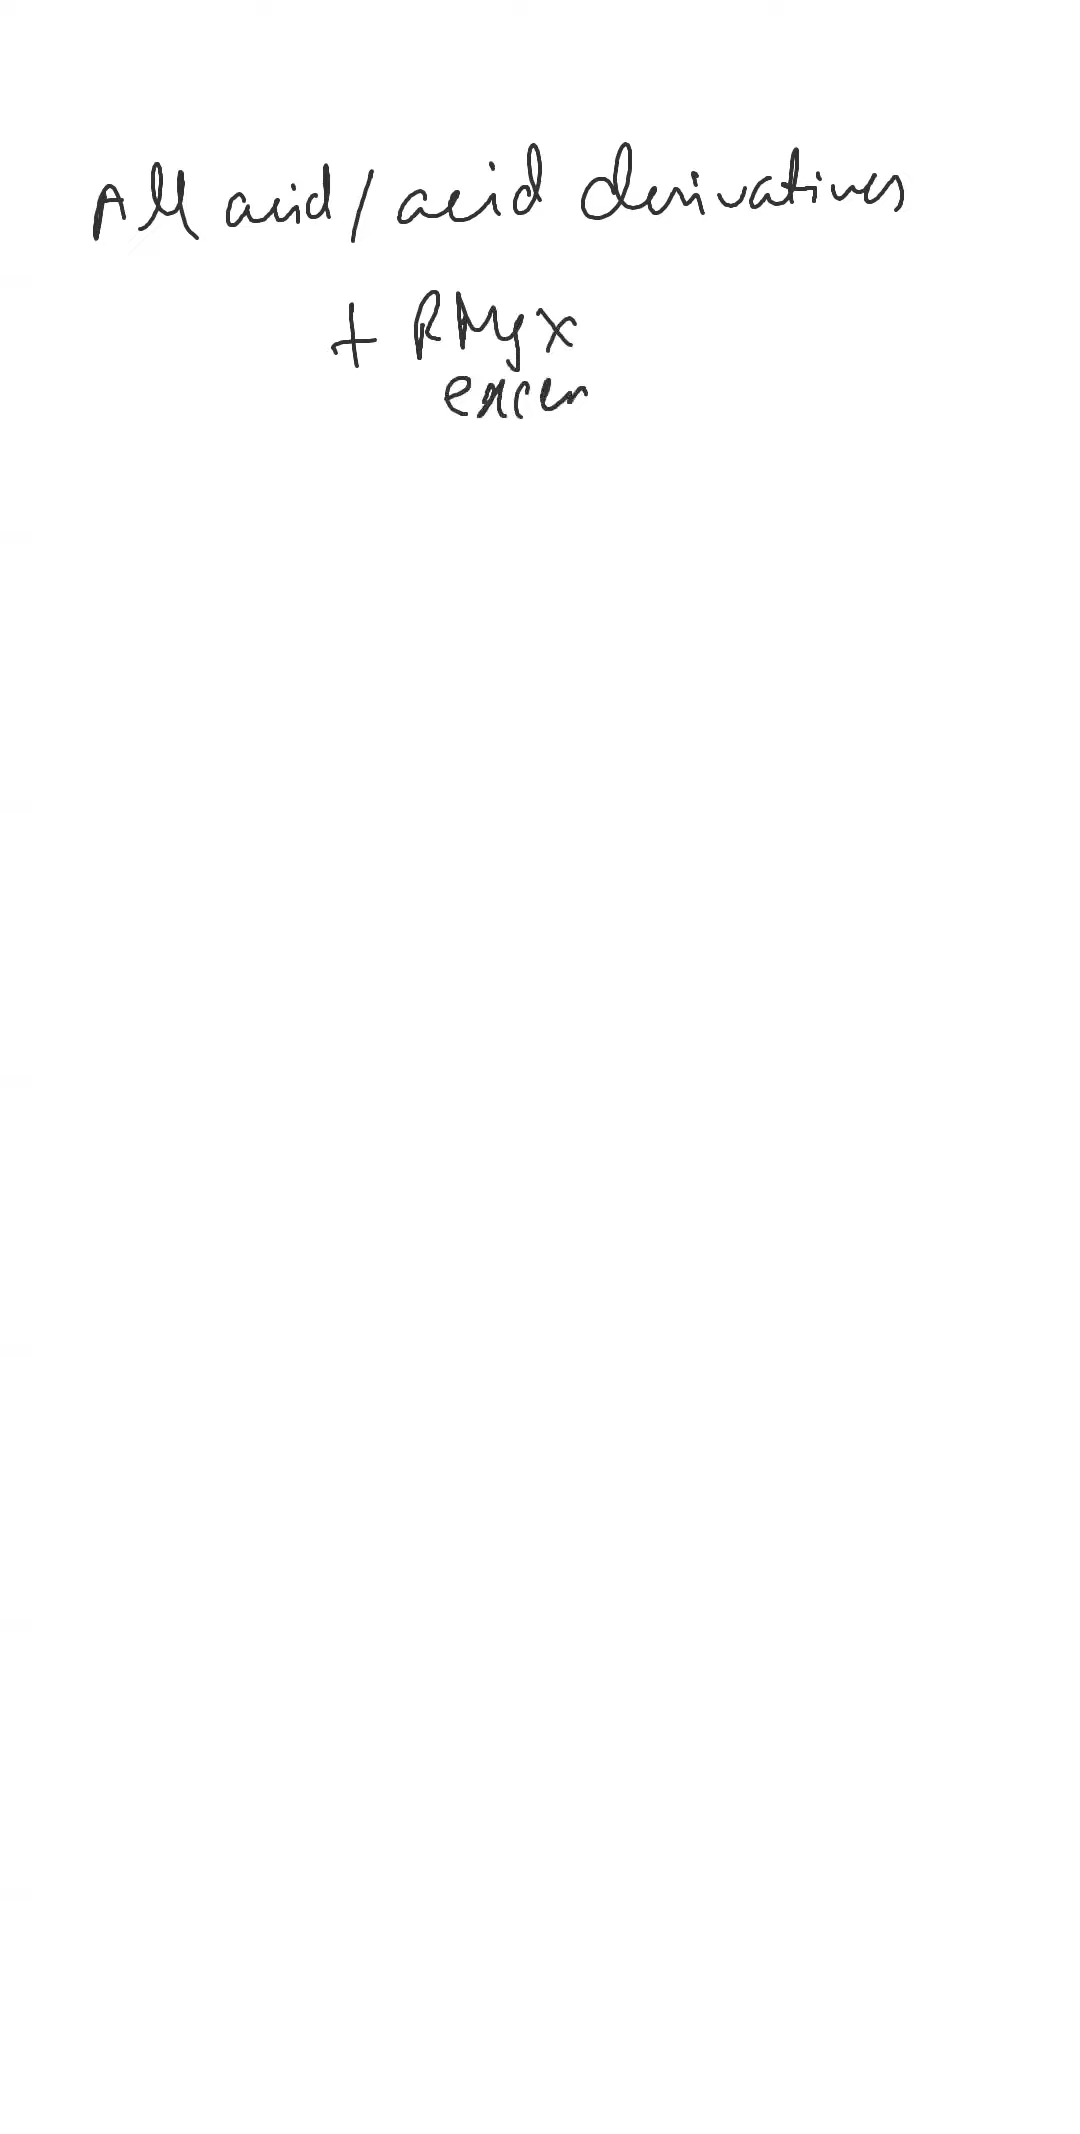 All acid / acid derivatives
+ RMgX
excess